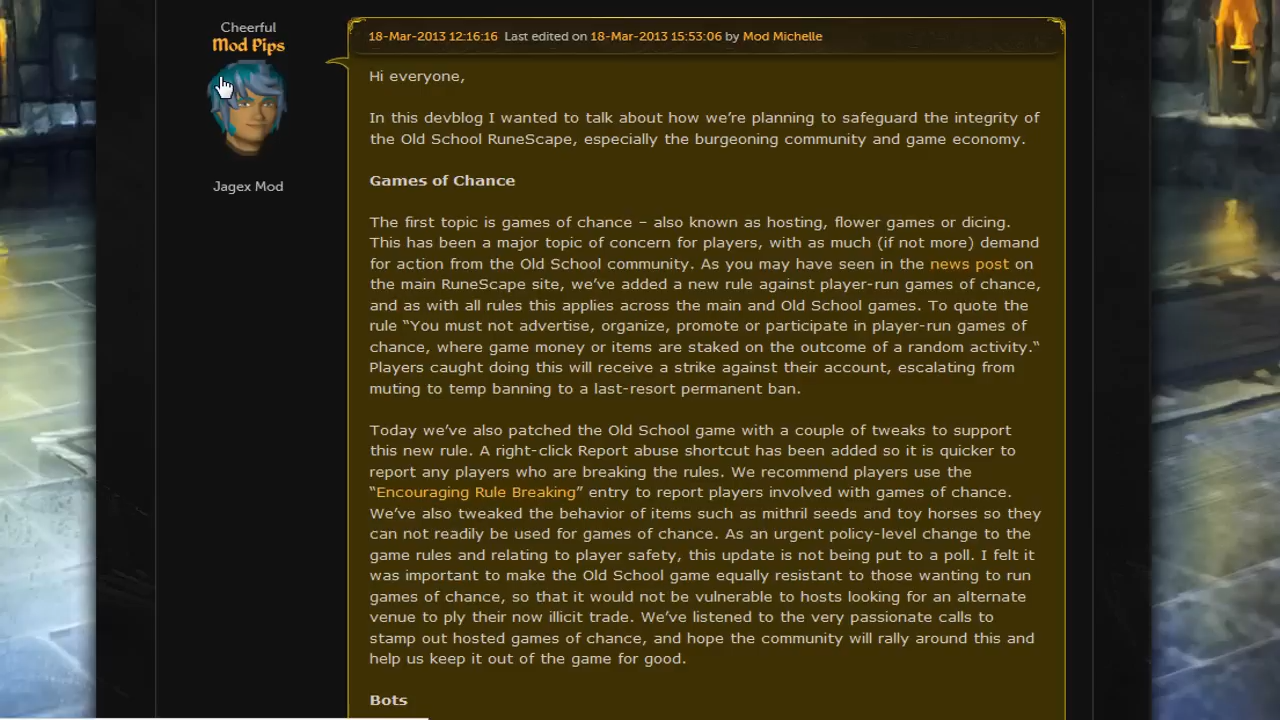 Cheerful
Mod Pips
Jagex Mod
18-Mar-2013 12:16:16 Last edited on 18-Mar-2013 15:53:06 by Mod Michelle
Hi everyone,
In this devblog I wanted to talk about how we’re planning to safeguard the integrity of
the Old School RuneScape, especially the burgeoning community and game economy.
Games of Chance
The first topic is games of chance – also known as hosting, flower games or dicing.
This has been a major topic of concern for players, with as much (if not more) demand
for action from the Old School community. As you may have seen in the news post on
the main RuneScape site, we’ve added a new rule against player-run games of chance,
and as with all rules this applies across the main and Old School games. To quote the
rule “You must not advertise, organize, promote or participate in player-run games of
chance, where game money or items are staked on the outcome of a random activity.“
Players caught doing this will receive a strike against their account, escalating from
muting to temp banning to a last-resort permanent ban.
Today we’ve also patched the Old School game with a couple of tweaks to support
this new rule. A right-click Report abuse shortcut has been added so it is quicker to
report any players who are breaking the rules. We recommend players use the
“Encouraging Rule Breaking” entry to report players involved with games of chance.
We’ve also tweaked the behavior of items such as mithril seeds and toy horses so they
can not readily be used for games of chance. As an urgent policy-level change to the
game rules and relating to player safety, this update is not being put to a poll. I felt it
was important to make the Old School game equally resistant to those wanting to run
games of chance, so that it would not be vulnerable to hosts looking for an alternate
venue to ply their now illicit trade. We’ve listened to the very passionate calls to
stamp out hosted games of chance, and hope the community will rally around this and
help us keep it out of the game for good.
Bots